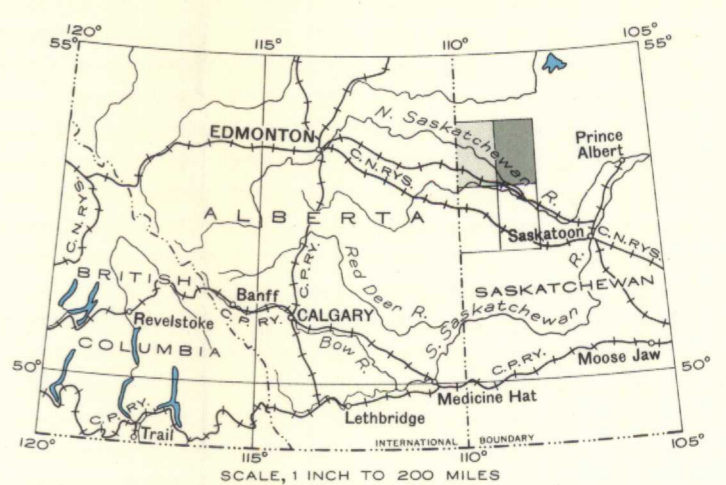 120°
115°
110°
105°
55°
55°
N. Saskatchewan R.
EDMONTON
Prince
Albert
C.N.RYS.
C.N.RYS.
ALBERTA
Saskatoon
C.N.RYS.
C.P.RY.
Red Deer R.
BRITISH
SASKATCHEWAN
Banff
C.P.RY.
CALGARY
S. Saskatchewan R.
Revelstoke
Bow R.
COLUMBIA
C.P.RY.
Moose Jaw
50°
50°
Medicine Hat
C.P.RY.
Lethbridge
Trail
INTERNATIONAL BOUNDARY
120°
115°
110°
105°
SCALE, 1 INCH TO 200 MILES